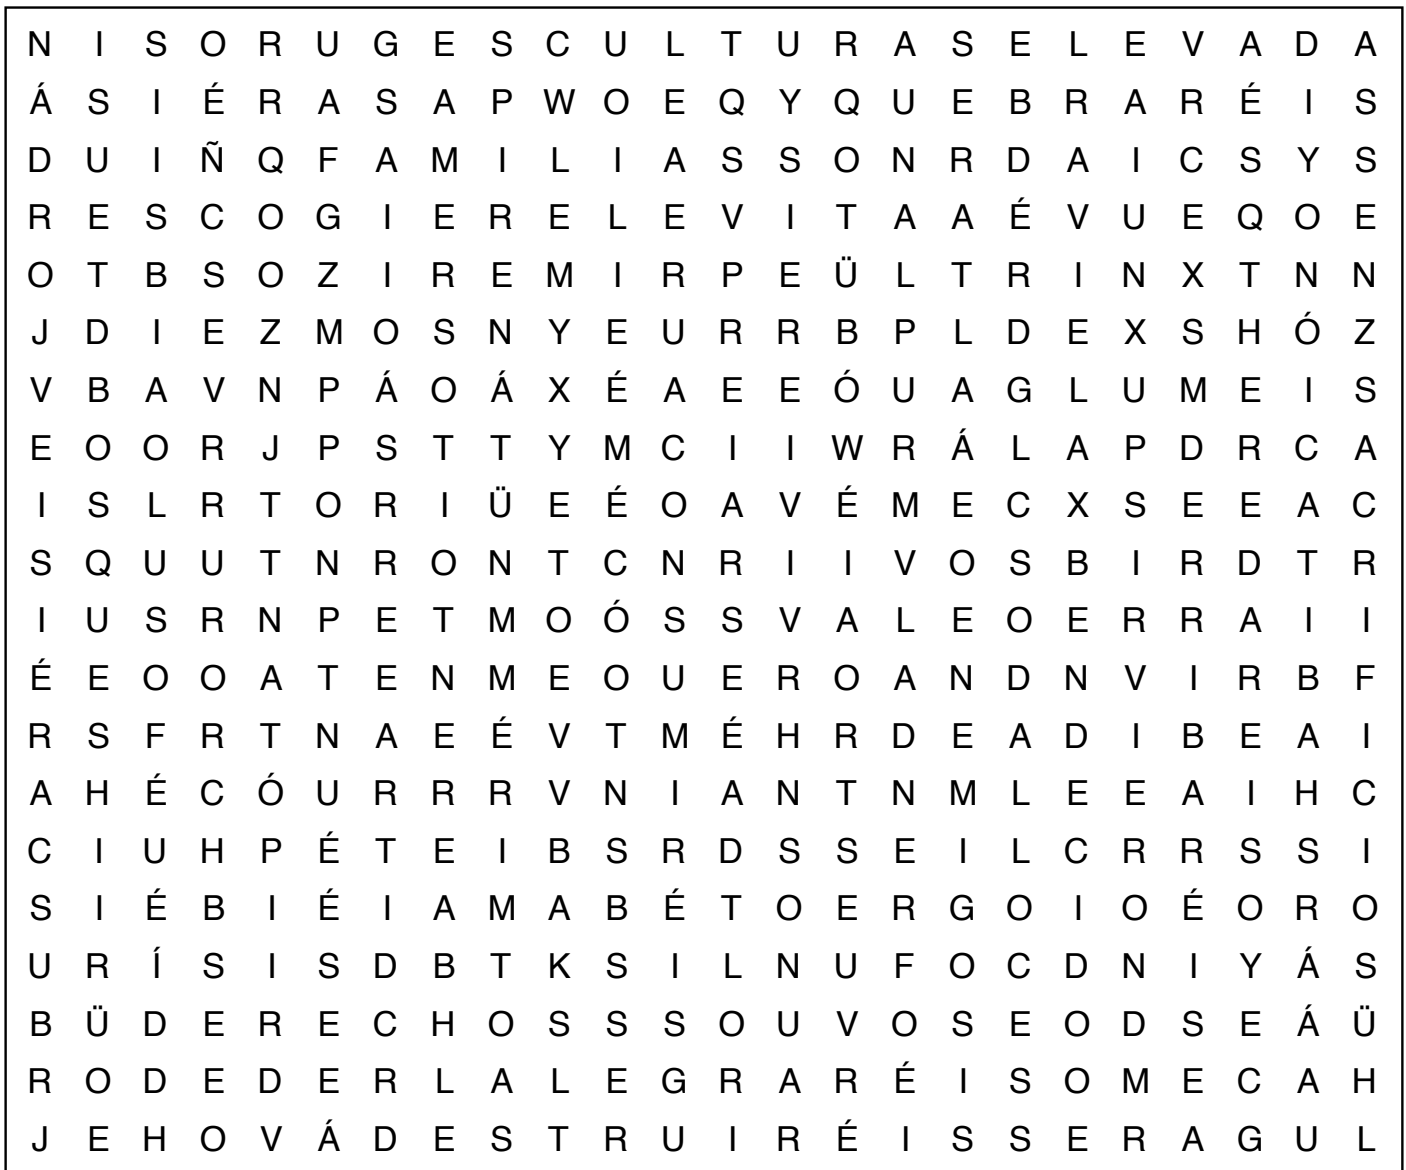 N I S O R U G E S C U L T U R A S E L E V A D A
Á S I É R A S A P W O E Q Y Q U E B R A R É I S
D U I Ñ Q F A M I L I A S S O N R D A I C S Y S
R E S C O G I E R E L E V I T A A É V U E Q O E
O T B S O Z I R E M I R P E Ü L T R I N X T N N
J D I E Z M O S N Y E U R R B P L D E X S H Ó Z
V B A V N P Á O Á X É A E E Ó U A G L U M E I S
E O O R J P S T T Y M C I I W R Á L A P D R C A
I S L R T O R I Ü E É O A V É M E C X S E E A C
S Q U U T N R O N T C N R I I V O S B I R D T R
I U S R N P E T M O Ó S S V A L E O E R R A I I
É E O O A T E N M E O U E R O A N D N V I R B F
R S F R T N A E É V T M É H R D E A D I B E A I
A H É C Ó U R R R V N I A N T N M L E E A I H C
C I U H P É T E I B S R D S S E I L C R R S S I
S I É B I É I A M A B É T O E R G O I O É O R O
U R Í S I S D B T K S I L N U F O C D N I Y Á S
B Ü D E R E C H O S S S O U V O S E O D S E Á Ü
R O D E D E R L A L E G R A R É I S O M E C A H
J E H O V Á D E S T R U I R É I S S E R A G U L